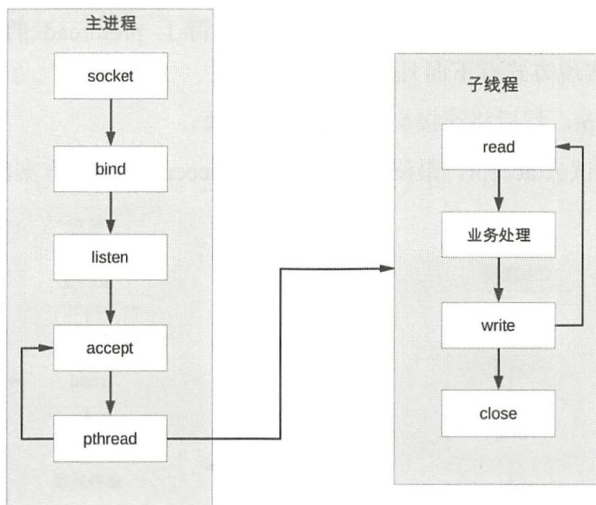 主进程
socket
bind
listen
accept
pthread
子线程
read
业务处理
write
close